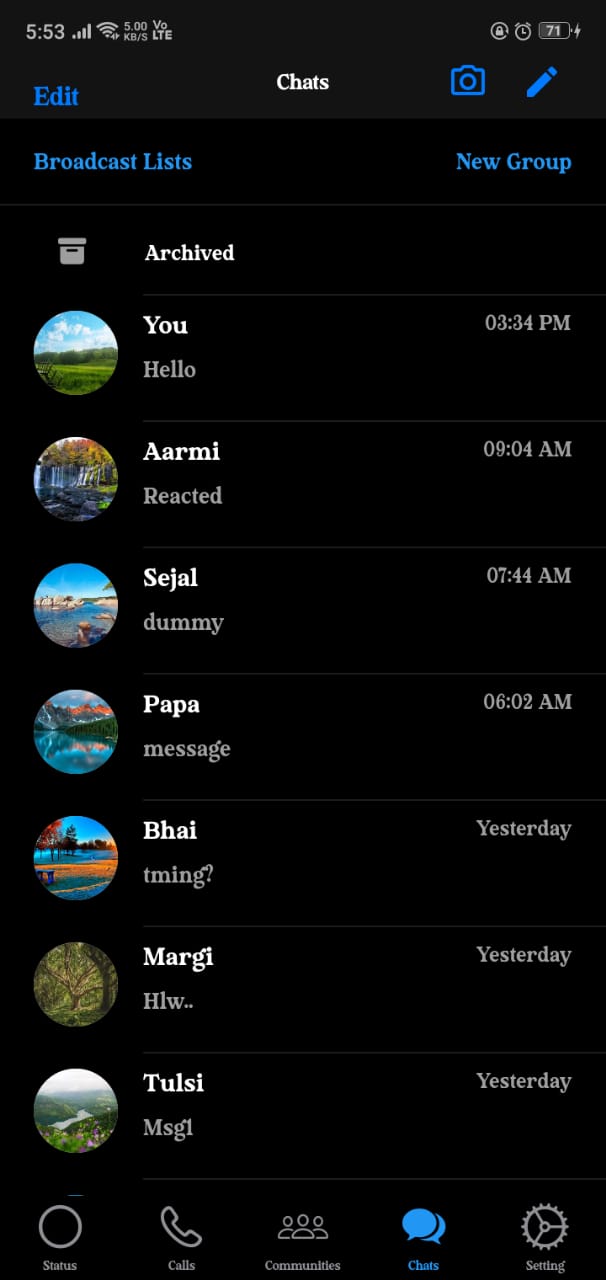 5:53 5.00 KB/S Vo LTE 71
Edit Chats
Broadcast Lists New Group
Archived
You 03:34 PM
Hello
Aarmi 09:04 AM
Reacted
Sejal 07:44 AM
dummy
Papa 06:02 AM
message
Bhai Yesterday
tming?
Margi Yesterday
Hlw..
Tulsi Yesterday
Msg1
Status Calls Communities Chats Setting